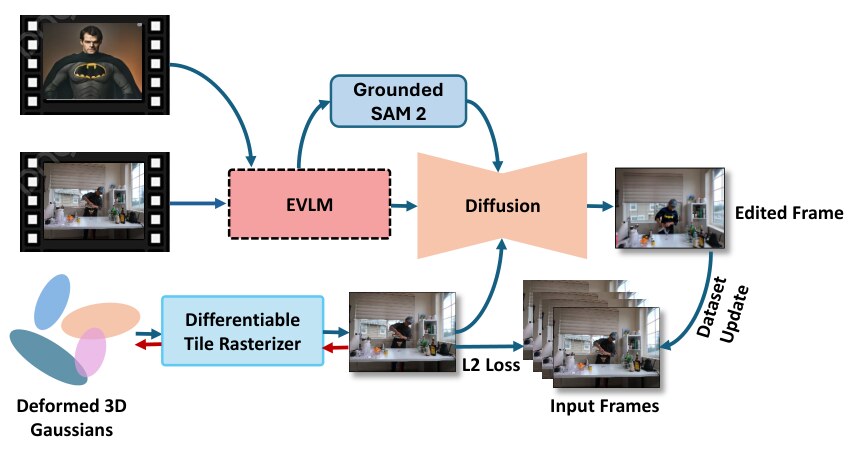 Grounded
SAM 2
EVLM
Diffusion
Edited Frame
Dataset
Update
Differentiable
Tile Rasterizer
L2 Loss
Deformed 3D
Gaussians
Input Frames